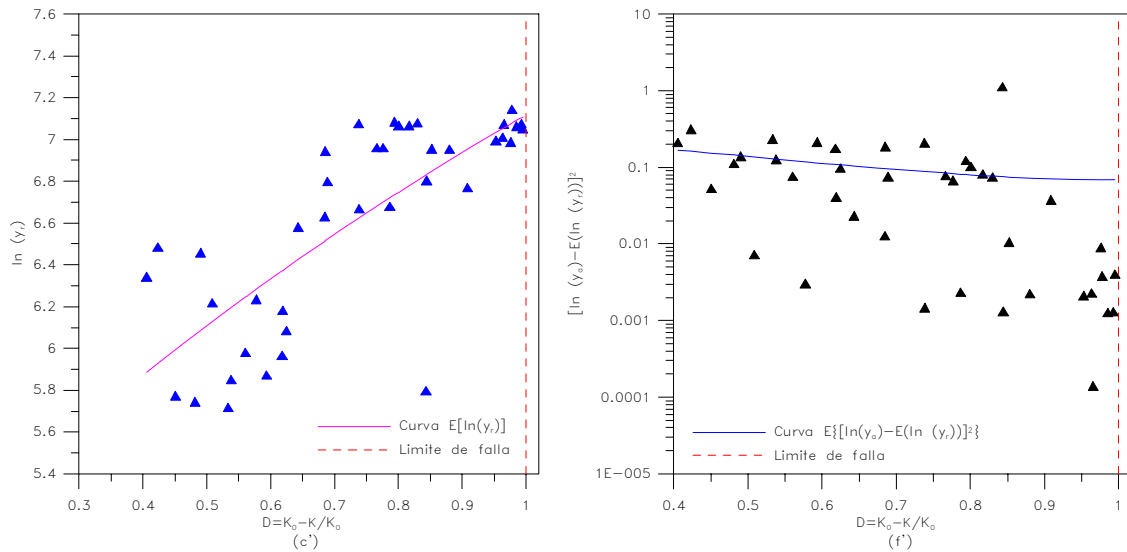 7.6
7.4
7.2
7
6.8
6.6
6.4
6.2
6
5.8
5.6
5.4
ln (yᵣ)
0.3 0.4 0.5 0.6 0.7 0.8 0.9 1
D=K₀−K/K₀
(c')
Curva E[ln(yᵣ)]
Limite de falla
10
1
0.1
0.01
0.001
0.0001
1E−005
[ln (yₐ)−E(ln (yᵣ))]²
0.4 0.5 0.6 0.7 0.8 0.9 1
D=K₀−K/K₀
(f')
Curva E{[ln(yₐ)−E(ln (yᵣ))]²}
Limite de falla